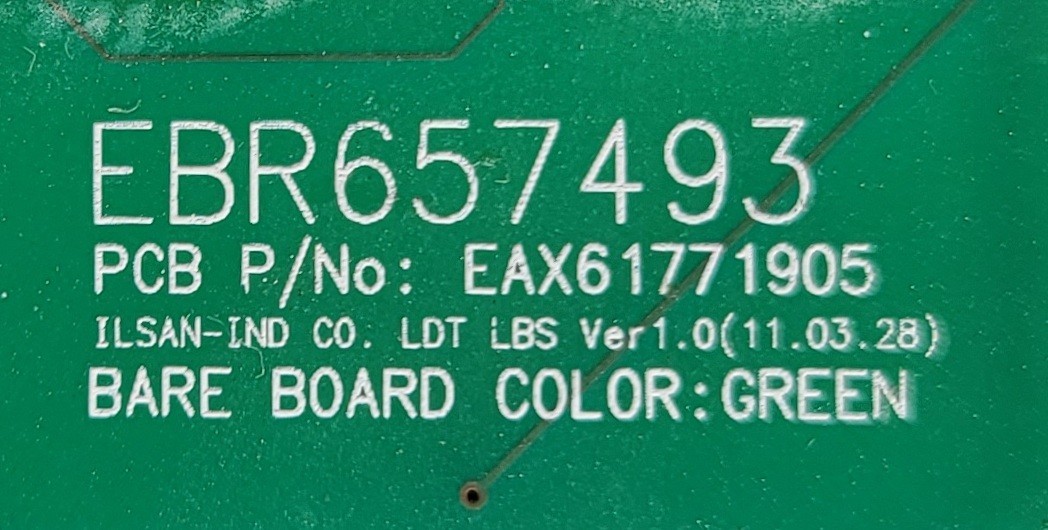 EBR657493
PCB P/No: EAX61771905
ILSAN-IND CO. LDT LBS Ver1.0(11.03.28)
BARE BOARD COLOR:GREEN